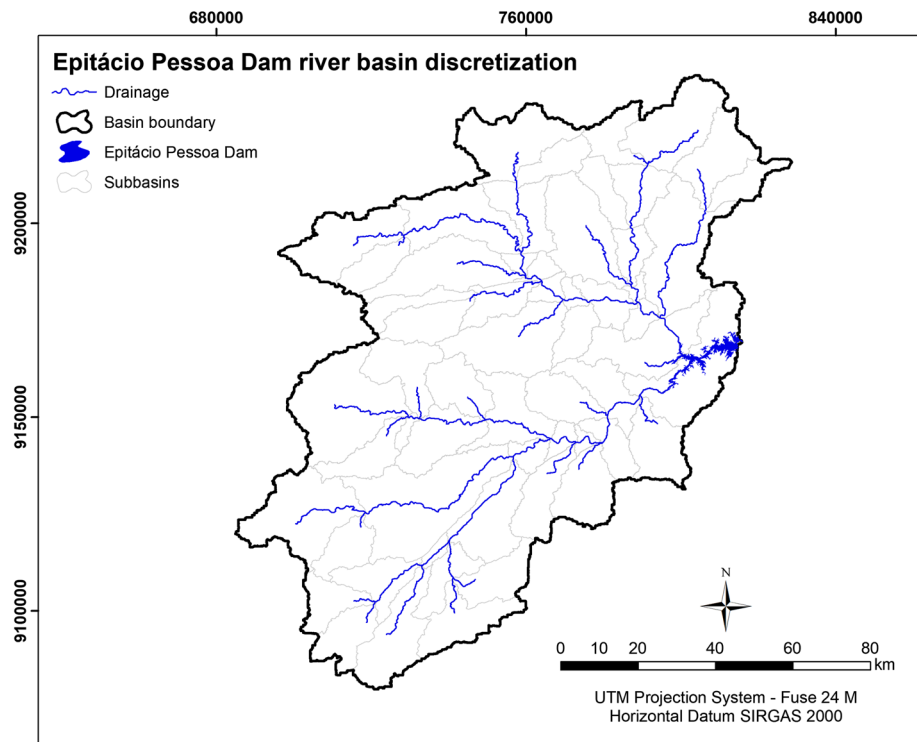 680000 760000 840000
Epitácio Pessoa Dam river basin discretization
Drainage
Basin boundary
Epitácio Pessoa Dam
Subbasins
9200000
9150000
9100000
N
0 10 20 40 60 80
km
UTM Projection System - Fuse 24 M
Horizontal Datum SIRGAS 2000